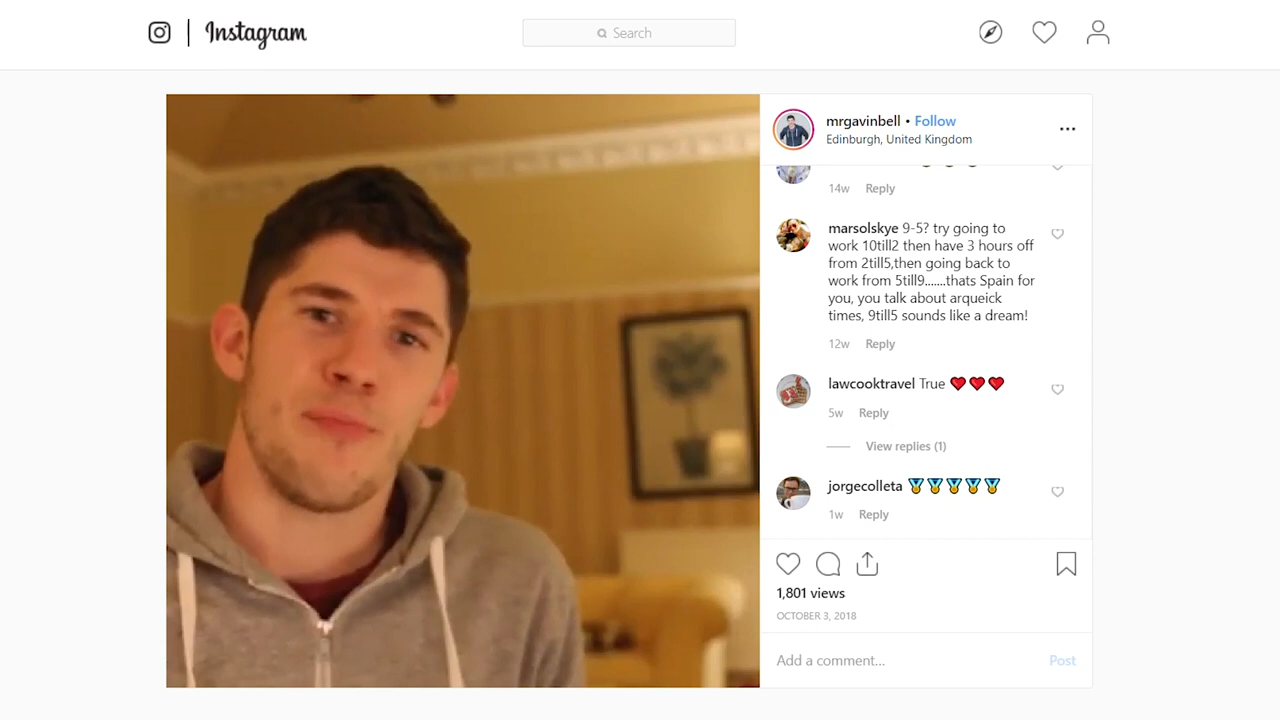 Instagram
Search
mrgavinbell • Follow
Edinburgh, United Kingdom
14w Reply
marsolskye 9-5? try going to
work 10till2 then have 3 hours off
from 2till5,then going back to
work from 5till9.......thats Spain for
you, you talk about arqueick
times, 9till5 sounds like a dream!
12w Reply
lawcooktravel True ❤❤❤
5w Reply
View replies (1)
jorgecolleta 🏅🏅🏅🏅🏅
1w Reply
1,801 views
OCTOBER 3, 2018
Add a comment... Post